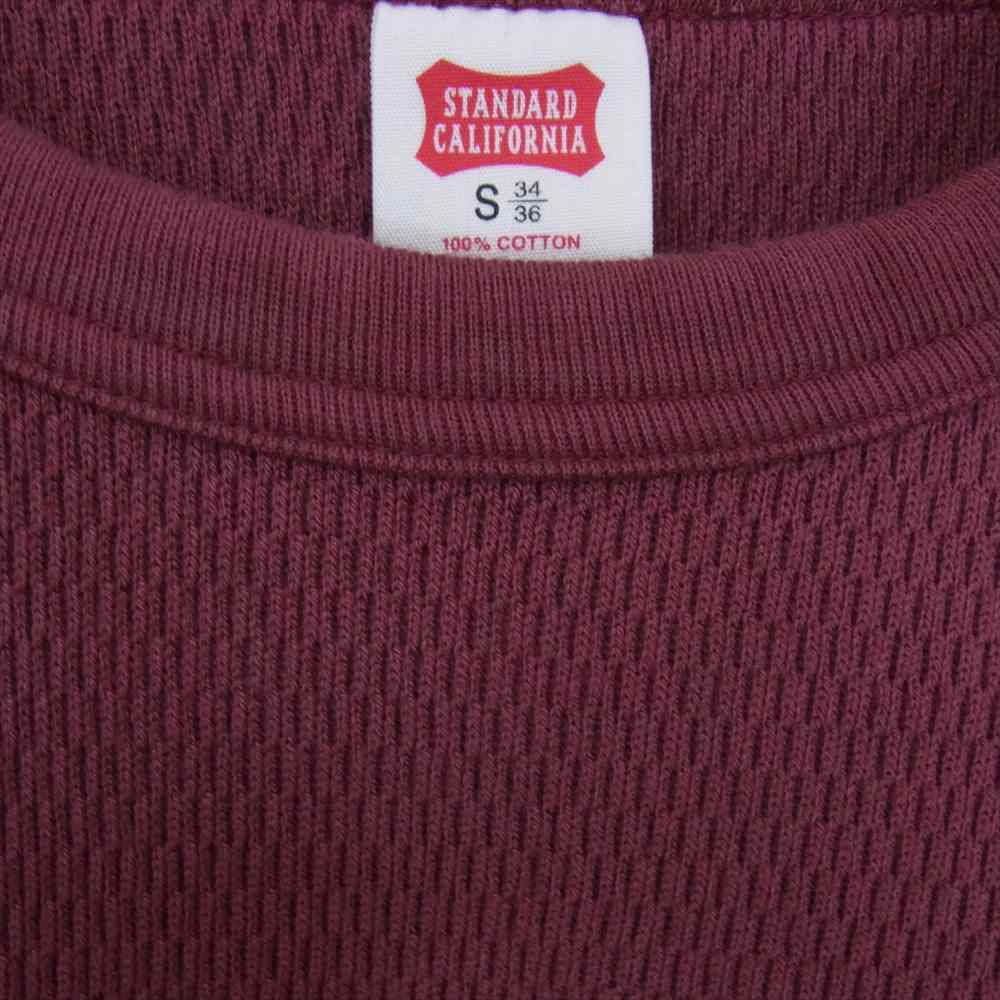 STANDARD
CALIFORNIA
S 34/36
100% COTTON